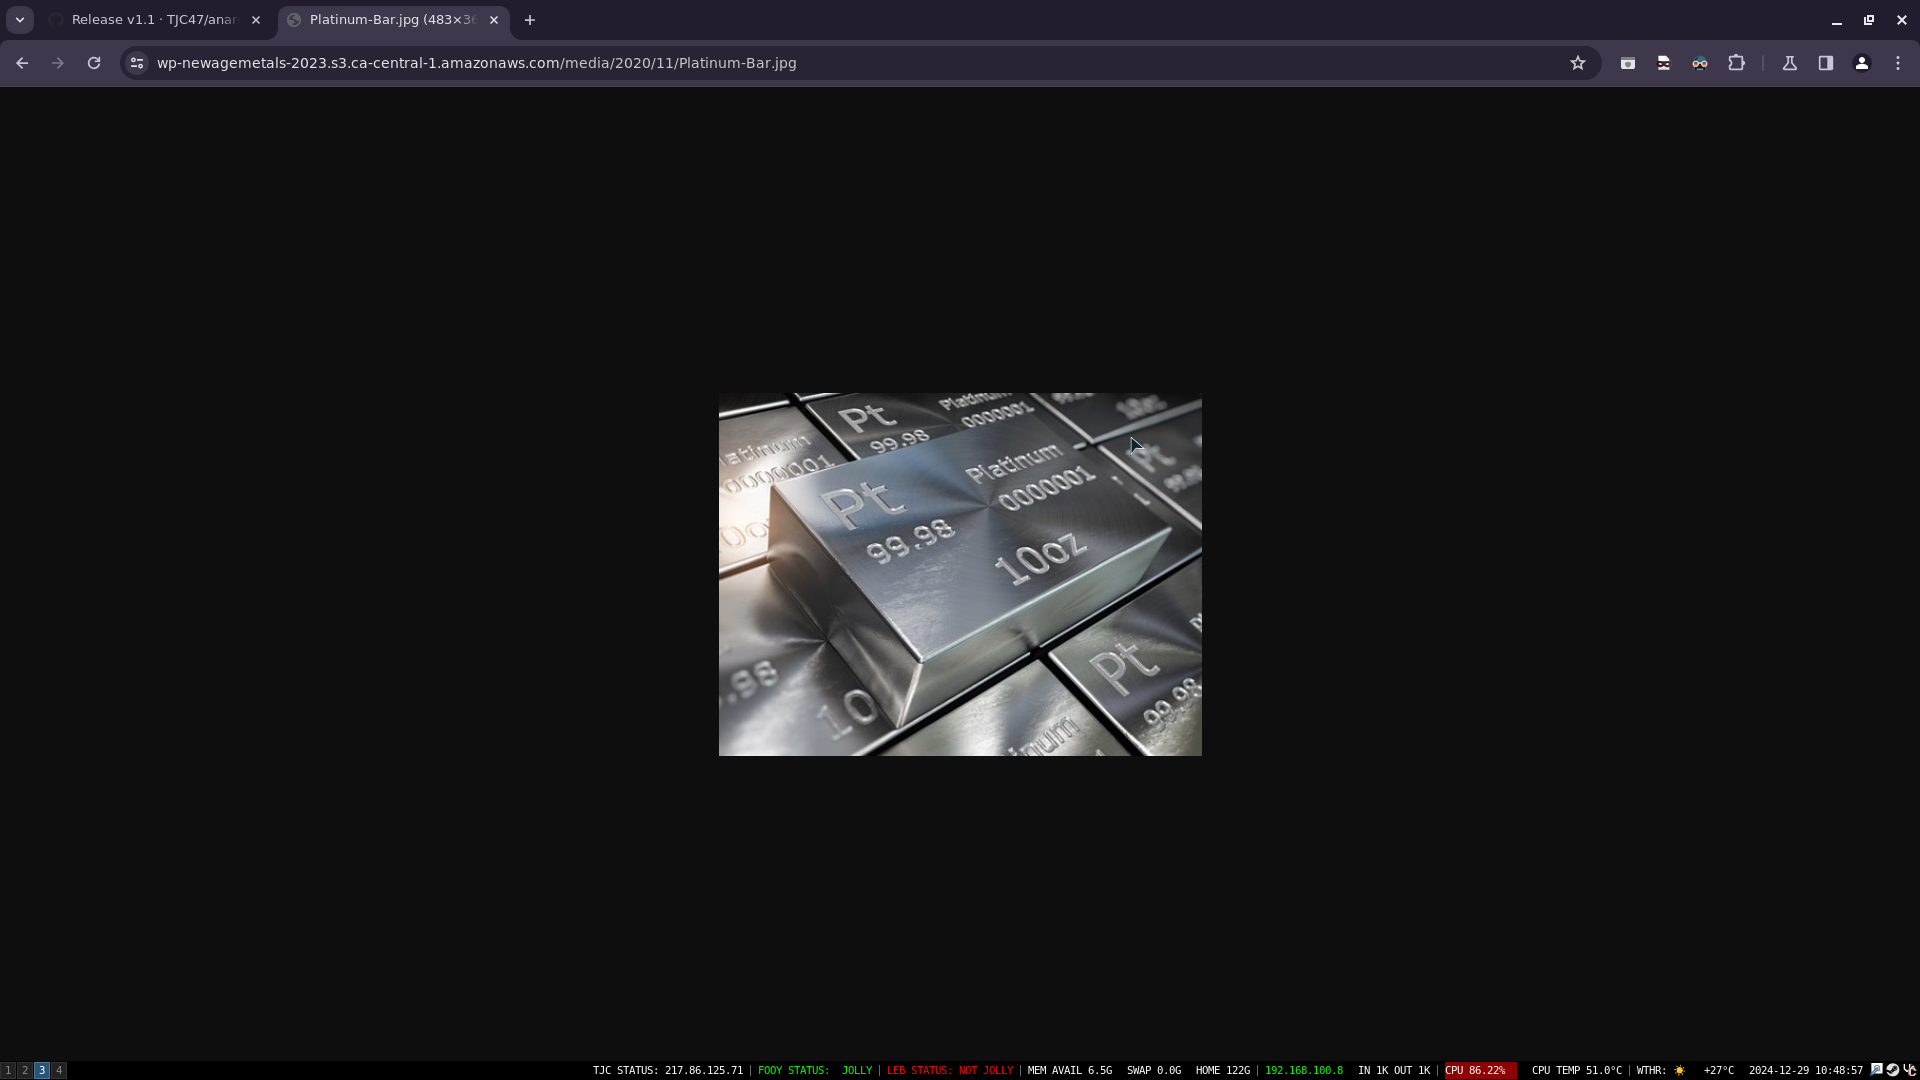 Release v1.1 · TJC47/anar
Platinum-Bar.jpg (483×36
wp-newagemetals-2023.s3.ca-central-1.amazonaws.com/media/2020/11/Platinum-Bar.jpg
Pt
99.98
Platinum
0000001
10oz
latinum
0000001
Pt
99.98
Platinum
0000001
10oz
Pt
.98
10
Pt
99.98
inum
1 2 3 4
TJC STATUS: 217.86.125.71 | FOOY STATUS: JOLLY | LEB STATUS: NOT JOLLY | MEM AVAIL 6.5G SWAP 0.0G HOME 122G | 192.168.100.8 IN 1K OUT 1K | CPU 86.22% CPU TEMP 51.0°C | WTHR: ☀ +27°C 2024-12-29 10:48:57